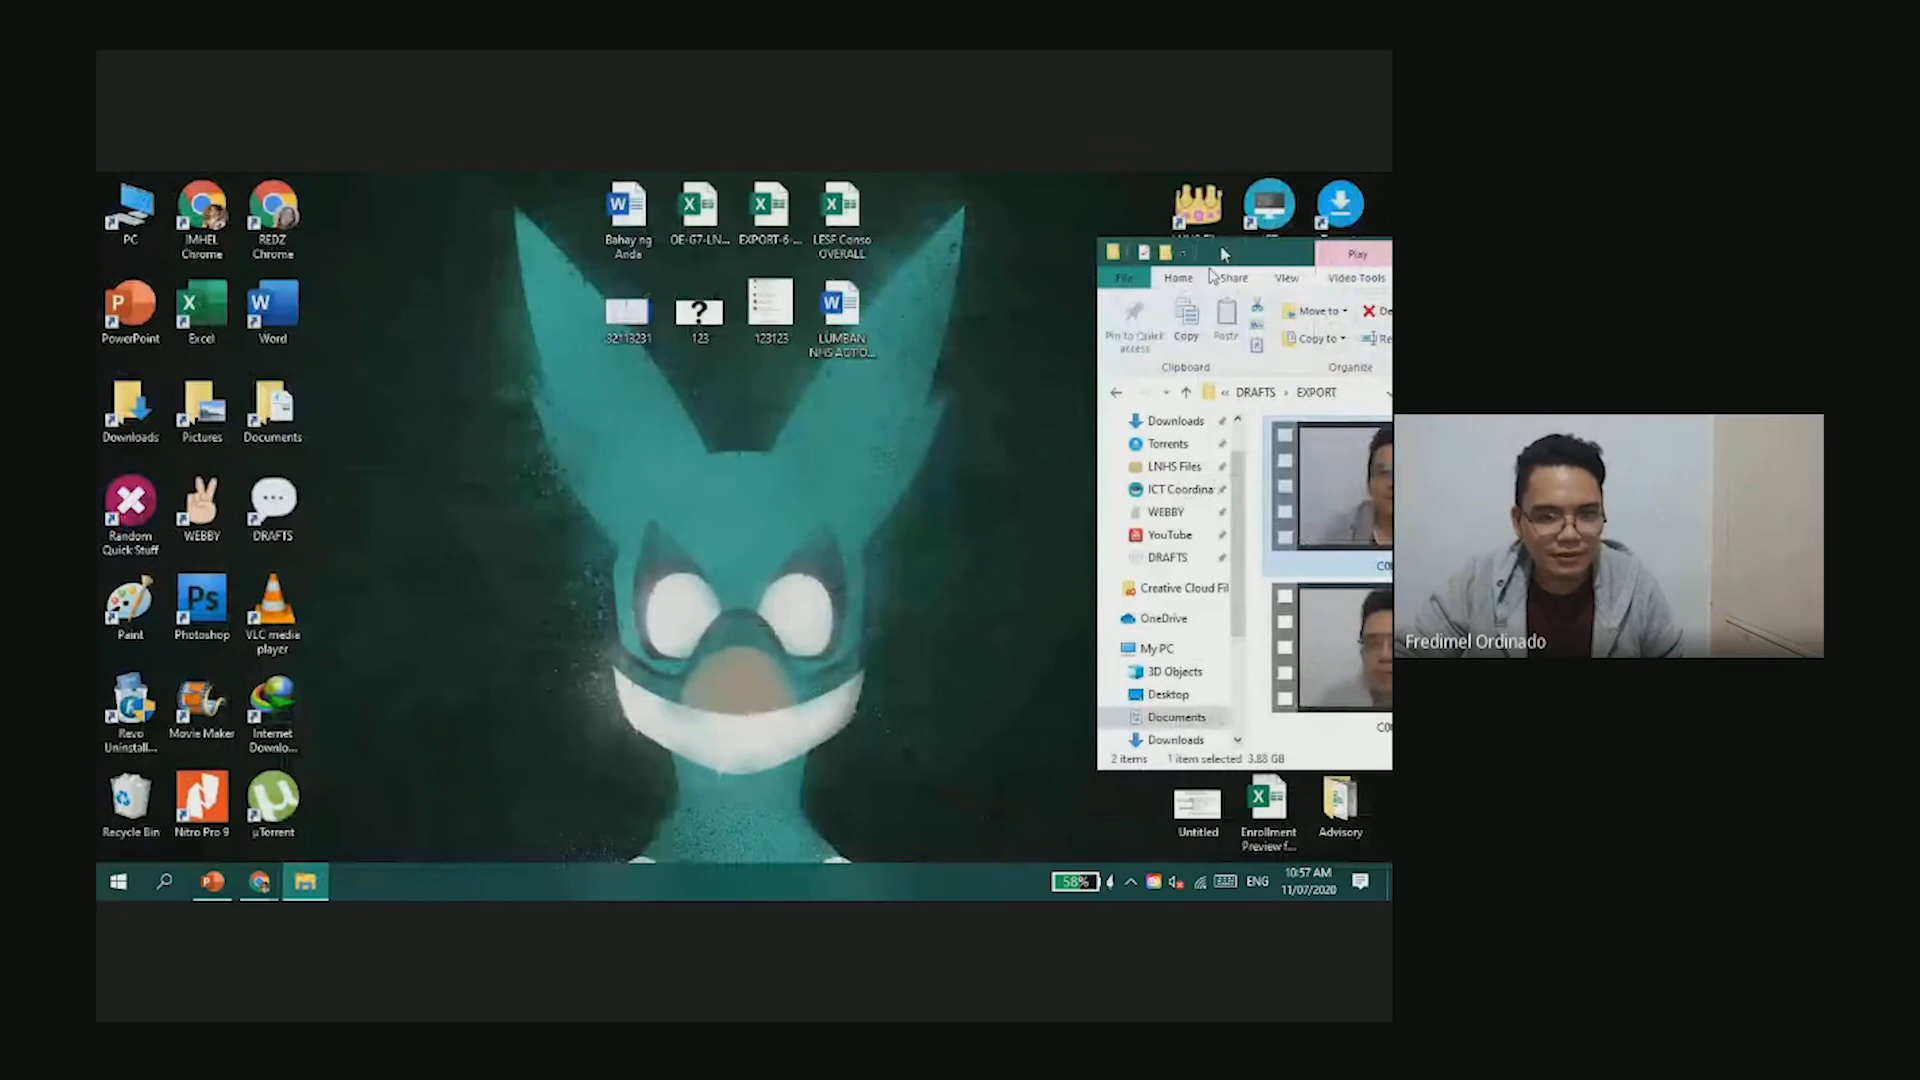 PC
IMHEL
Chrome
REDZ
Chrome
PowerPoint
Excel
Word
Downloads
Pictures
Documents
Random
Quick Stuff
WEBBY
DRAFTS
Paint
Photoshop
VLC media
player
Revo
Uninstall...
Movie Maker
Internet
Downlo...
Recycle Bin
Nitro Pro 9
µTorrent
Bahay ng
Anda
OE-G7-LN...
EXPORT-6-...
LESF Conso
OVERALL
32113231
123
123123
LUMBAN
NHS ACTIO...
Play
File
Home
Share
View
Video Tools
Pin to Quick
access
Copy
Paste
Move to
Copy to
De
Re
Clipboard
Organize
« DRAFTS › EXPORT
Downloads
Torrents
LNHS Files
ICT Coordina
WEBBY
YouTube
DRAFTS
Creative Cloud Fil
OneDrive
My PC
3D Objects
Desktop
Documents
Downloads
2 items 1 item selected 3.88 GB
Untitled
Enrollment
Preview f...
Advisory
58%
ENG
10:57 AM
11/07/2020
Fredimel Ordinado